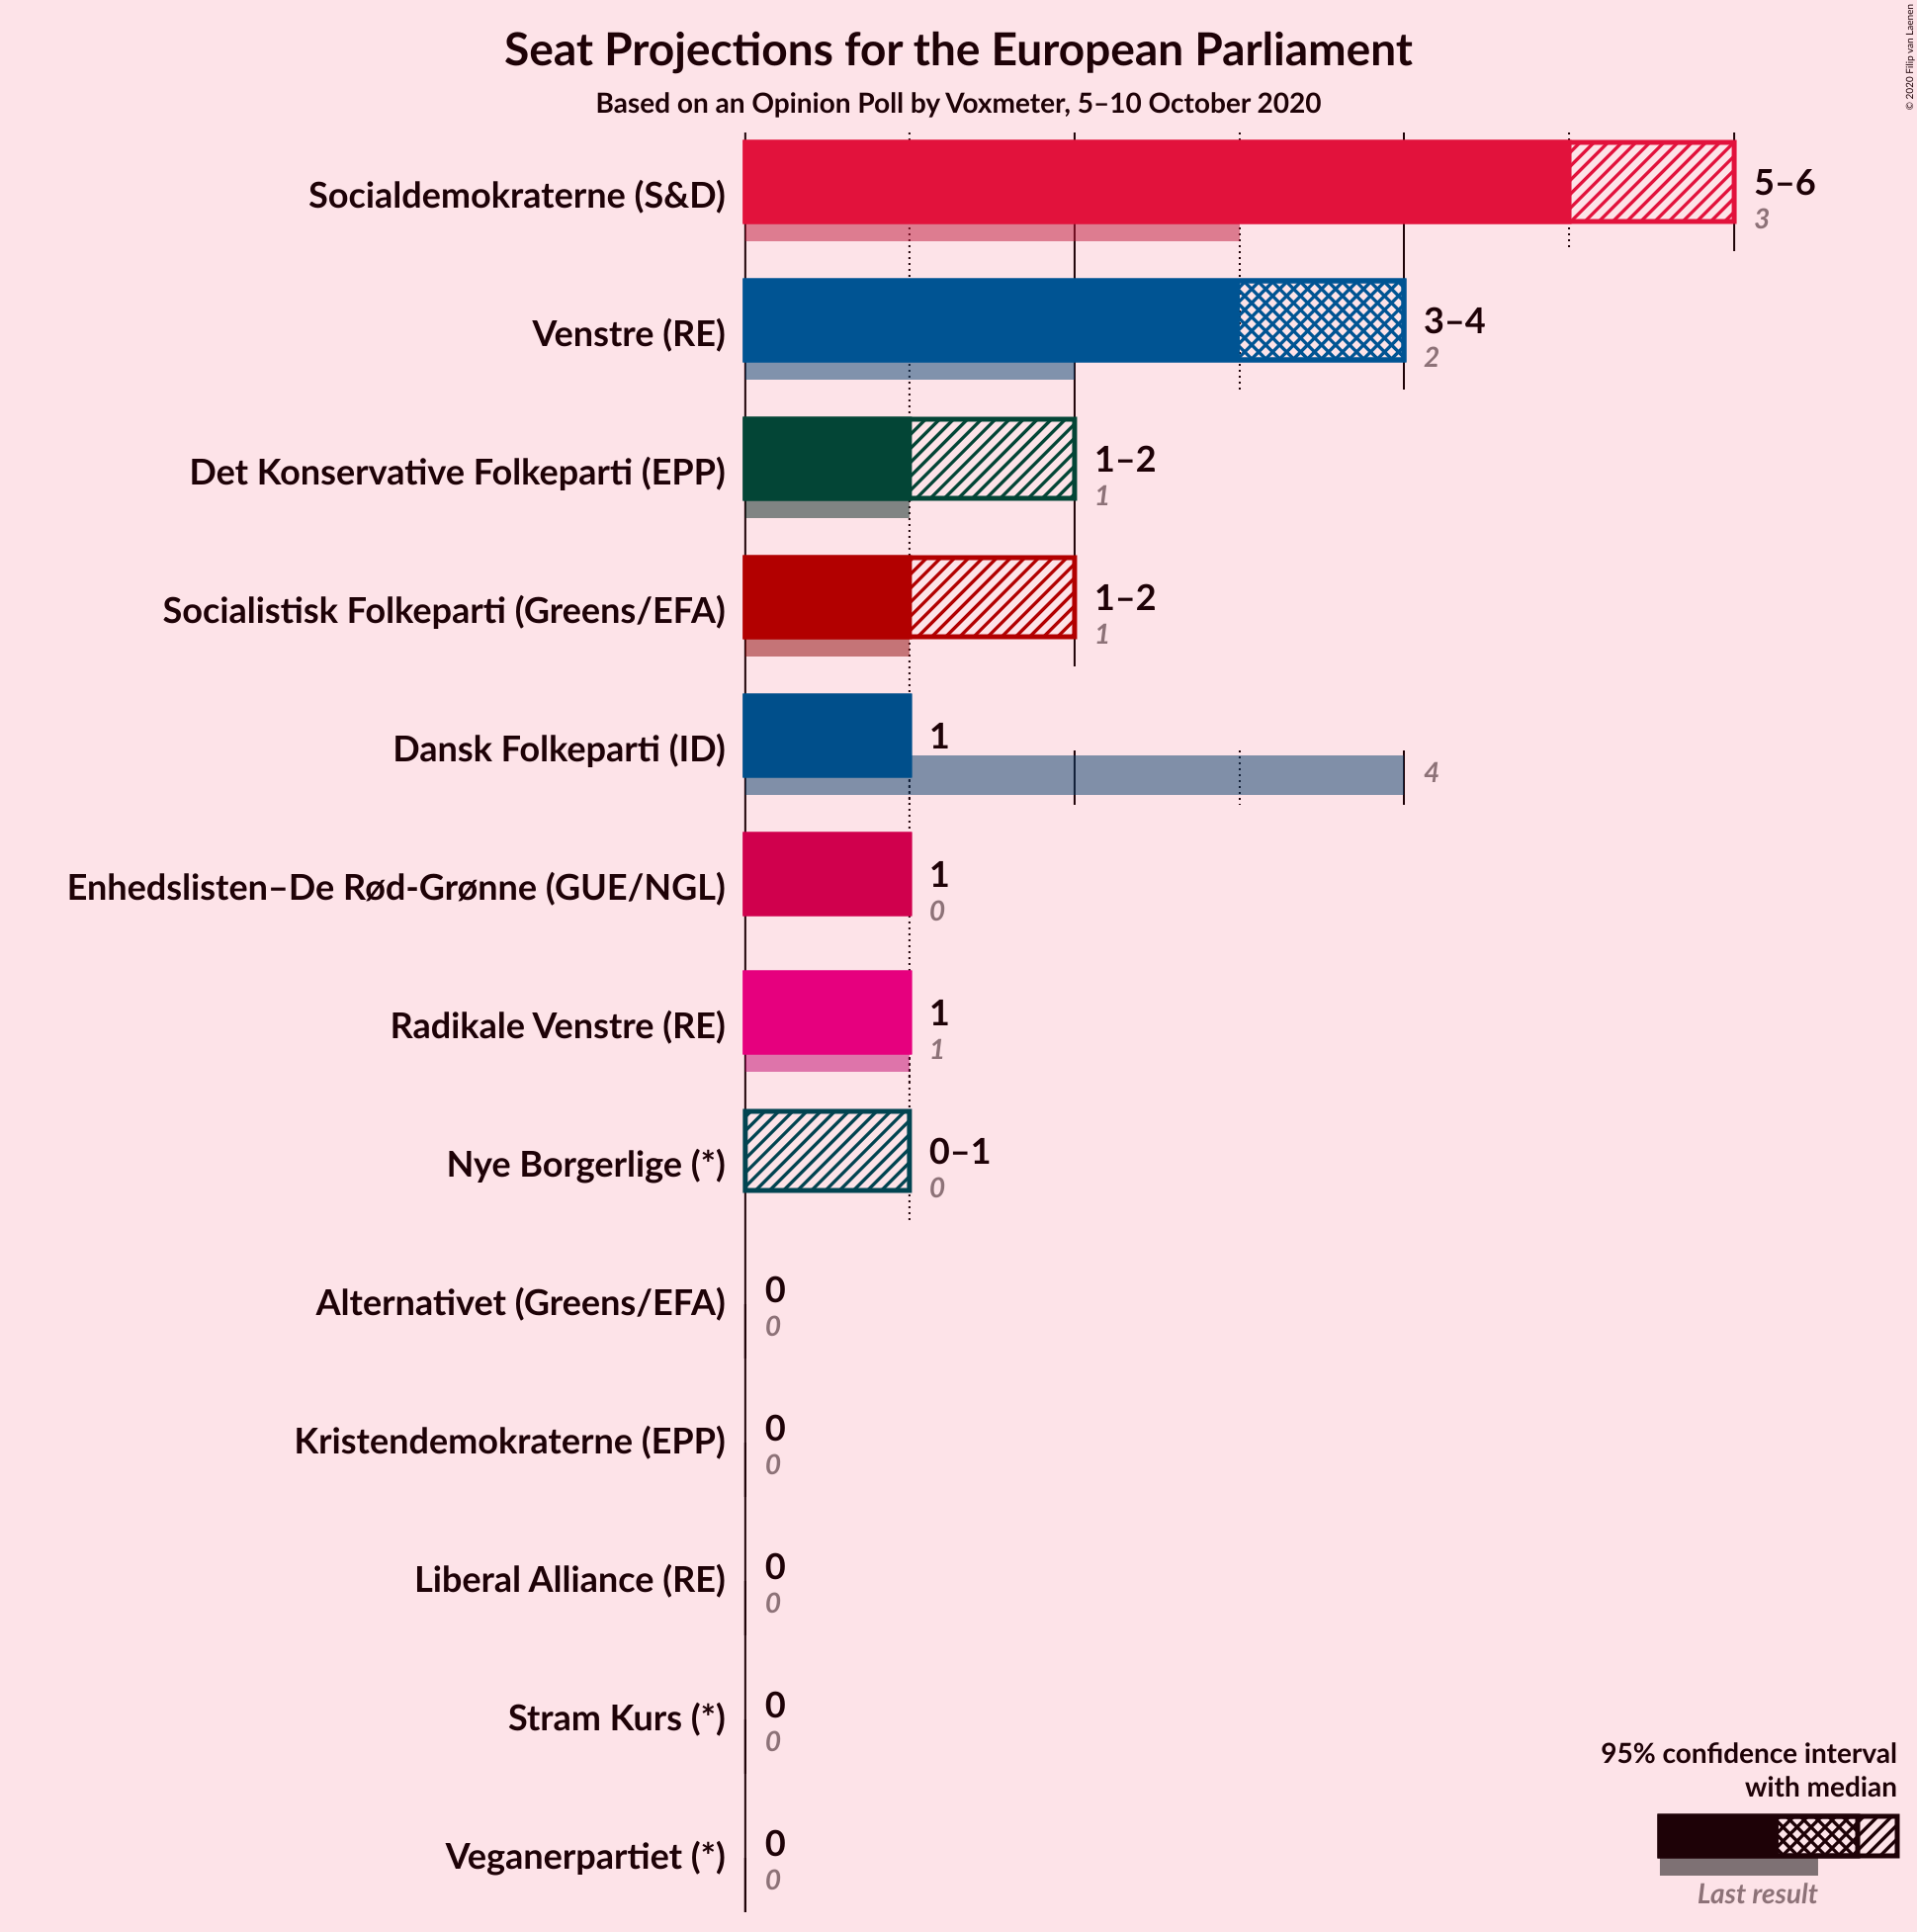 Seat Projections for the European Parliament
Based on an Opinion Poll by Voxmeter, 5–10 October 2020
© 2020 Filip van Laenen
Socialdemokraterne (S&D)
5–6
3
Venstre (RE)
3–4
2
Det Konservative Folkeparti (EPP)
1–2
1
Socialistisk Folkeparti (Greens/EFA)
1–2
1
Dansk Folkeparti (ID)
1
4
Enhedslisten–De Rød-Grønne (GUE/NGL)
1
0
Radikale Venstre (RE)
1
1
Nye Borgerlige (*)
0–1
0
Alternativet (Greens/EFA)
0
0
Kristendemokraterne (EPP)
0
0
Liberal Alliance (RE)
0
0
Stram Kurs (*)
0
0
Veganerpartiet (*)
0
0
95% confidence interval
with median
Last result